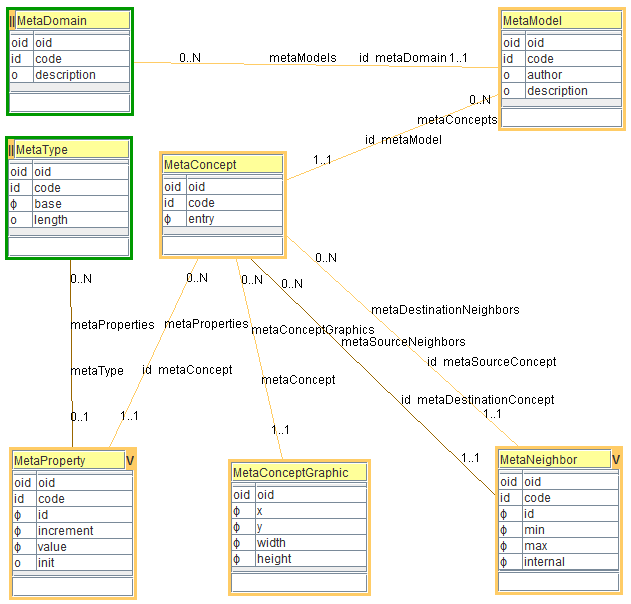 MetaDomain
oid oid
id code
o description
MetaModel
oid oid
id code
o author
o description
0..N metaModels id metaDomain 1..1
0..N
metaConcepts
id metaModel
1..1
MetaType
oid oid
id code
ф base
o length
MetaConcept
oid oid
id code
ф entry
0..N
0..N
0..N
0..N
0..N
metaDestinationNeighbors
metaProperties
metaProperties
metaConceptGraphics
metaSourceNeighbors
id metaSourceConcept
metaType
id metaConcept
metaConcept
id metaDestinationConcept
0..1
1..1
1..1
1..1
1..1
MetaProperty V
oid oid
id code
ф id
ф increment
ф value
o init
MetaConceptGraphic
oid oid
ф x
ф y
ф width
ф height
MetaNeighbor V
oid oid
id code
ф id
ф min
ф max
ф internal